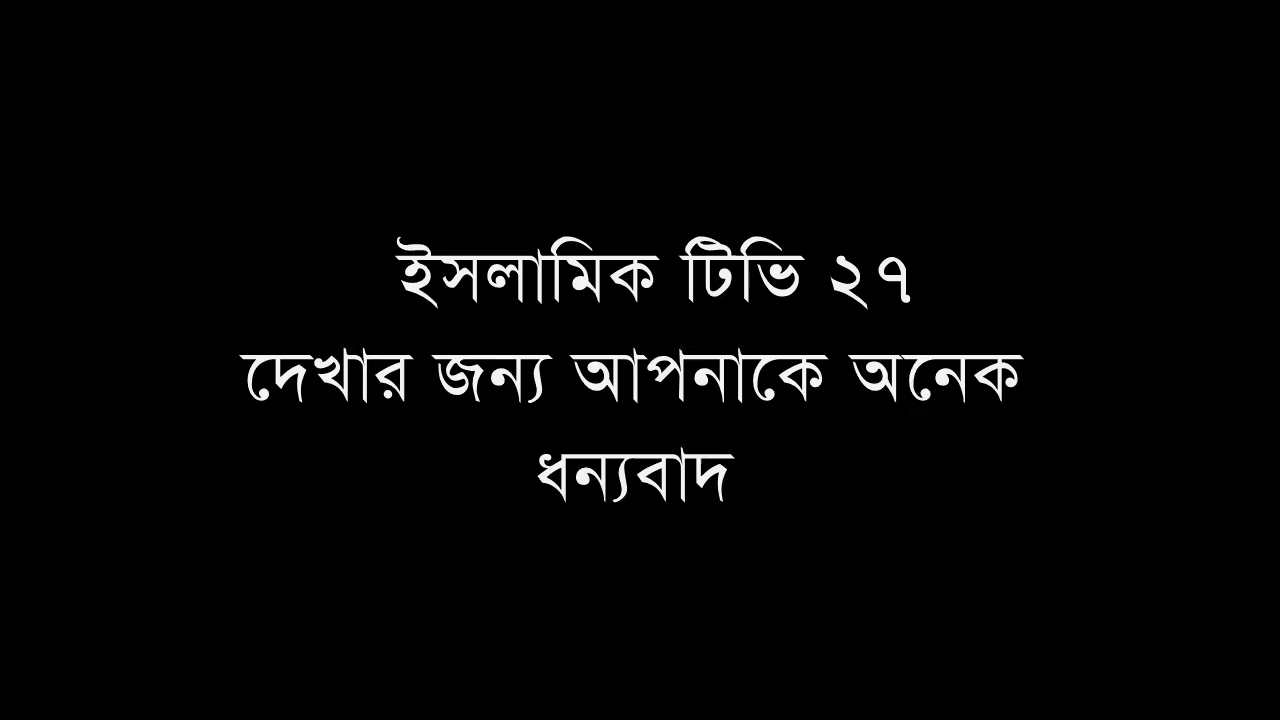 ইসলামিক টিভি ২৭
দেখার জন্য আপনাকে অনেক
ধন্যবাদ